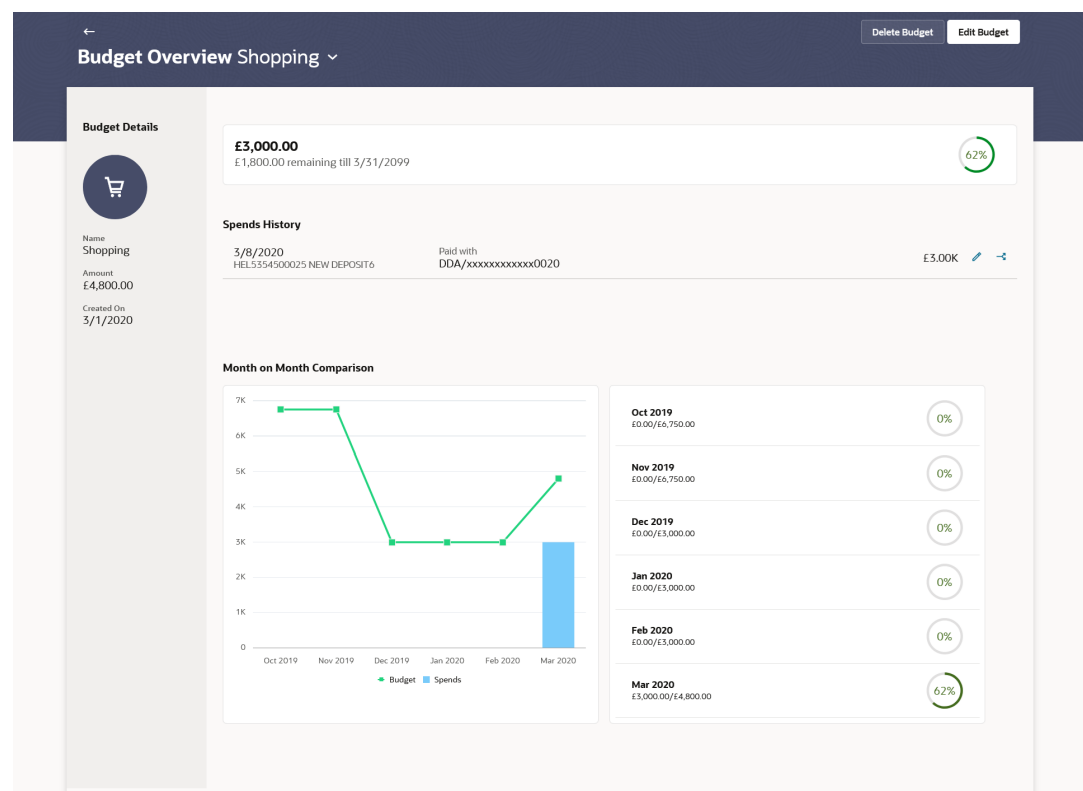 ←
Delete Budget Edit Budget
Budget Overview Shopping
Budget Details
£3,000.00
£1,800.00 remaining till 3/31/2099
62%
Name
Shopping
Amount
£4,800.00
Created On
3/1/2020
Spends History
3/8/2020
HEL5354500025 NEW DEPOSIT6
Paid with
DDA/xxxxxxxxxxxx0020
£3.00K
Month on Month Comparison
7K
6K
5K
4K
3K
2K
1K
0
Oct 2019 Nov 2019 Dec 2019 Jan 2020 Feb 2020 Mar 2020
Budget Spends
Oct 2019
£0.00/£6,750.00
0%
Nov 2019
£0.00/£6,750.00
0%
Dec 2019
£0.00/£3,000.00
0%
Jan 2020
£0.00/£3,000.00
0%
Feb 2020
£0.00/£3,000.00
0%
Mar 2020
£3,000.00/£4,800.00
62%